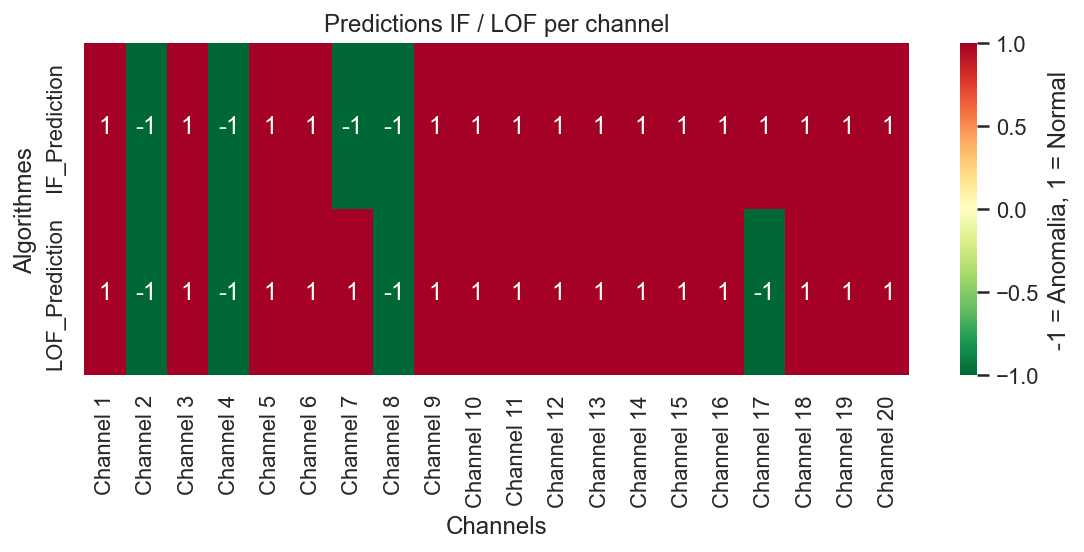 Predictions IF / LOF per channel
Algorithmes
IF_Prediction
1 -1 1 -1 1 1 -1 -1 1 1 1 1 1 1 1 1 1 1 1 1
LOF_Prediction
1 -1 1 -1 1 1 1 -1 1 1 1 1 1 1 1 1 -1 1 1 1
Channel 1
Channel 2
Channel 3
Channel 4
Channel 5
Channel 6
Channel 7
Channel 8
Channel 9
Channel 10
Channel 11
Channel 12
Channel 13
Channel 14
Channel 15
Channel 16
Channel 17
Channel 18
Channel 19
Channel 20
Channels
1.0
0.5
0.0
−0.5
−1.0
-1 = Anomalia, 1 = Normal